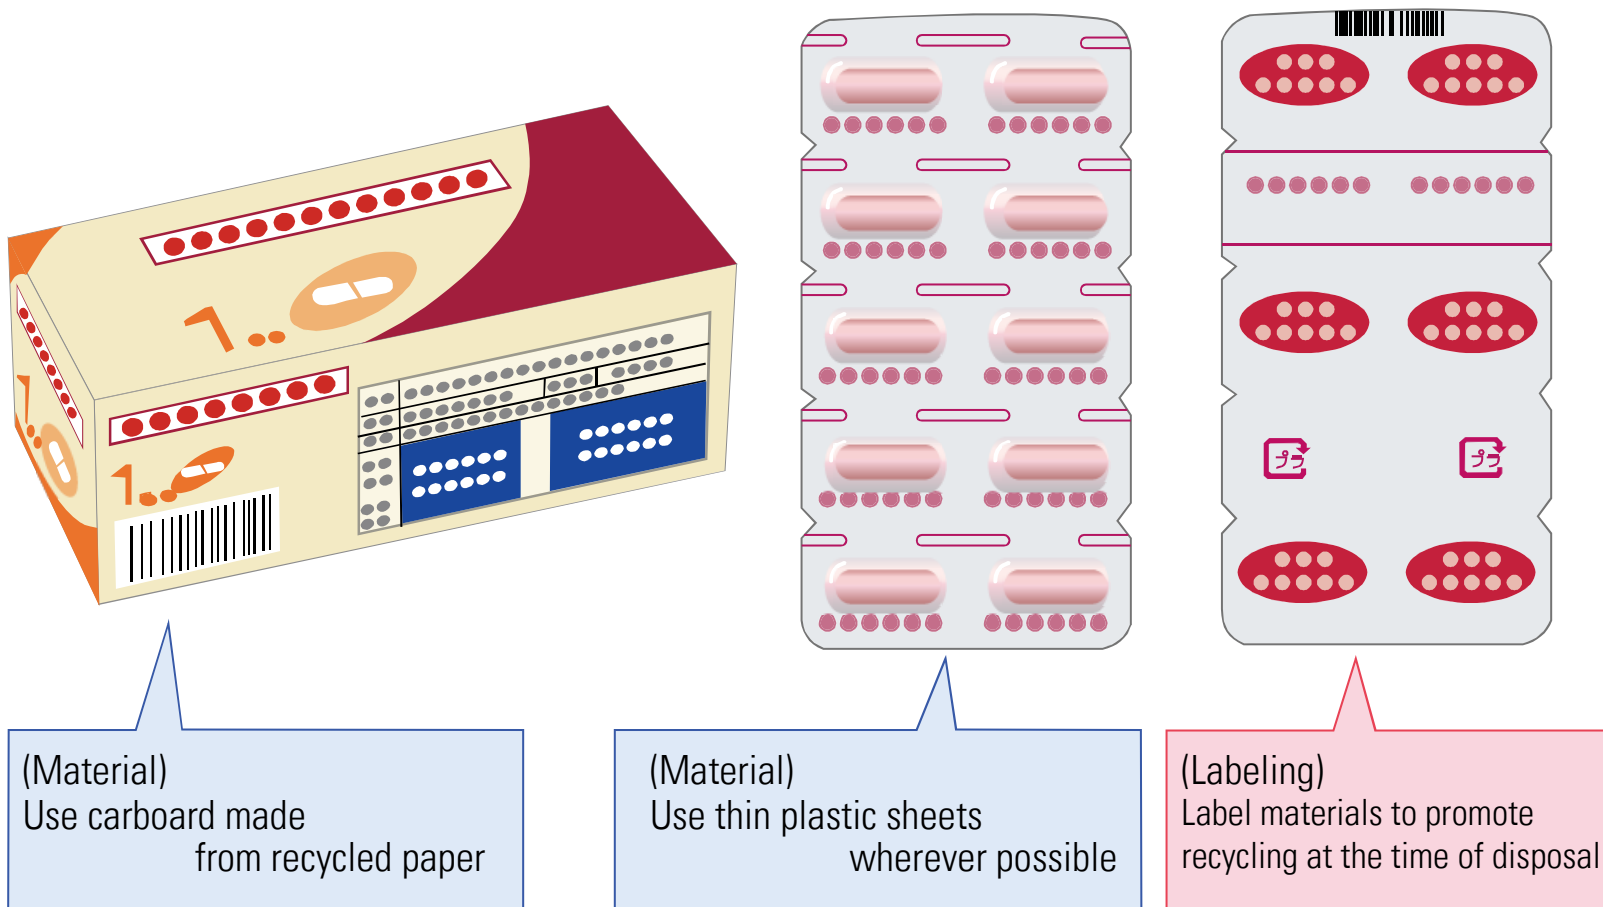 プラ
プラ
(Material)
Use carboard made
from recycled paper
(Material)
Use thin plastic sheets
wherever possible
(Labeling)
Label materials to promote
recycling at the time of disposal